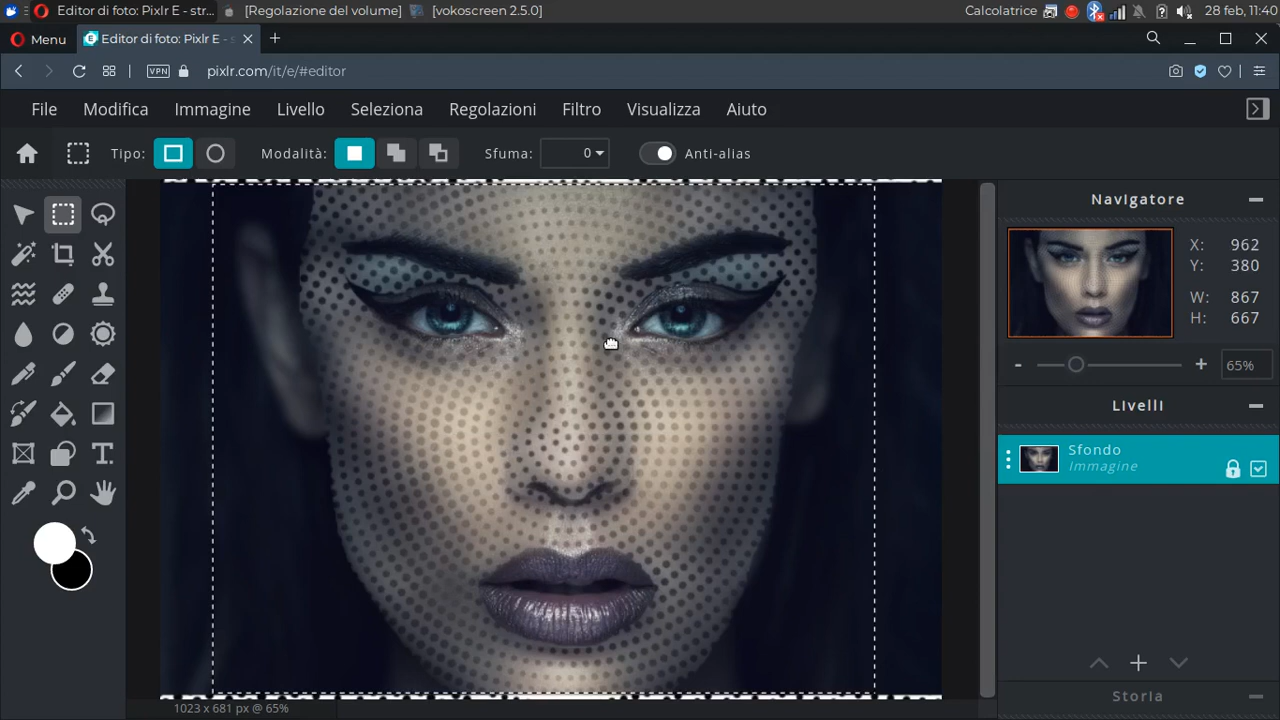 Editor di foto: Pixlr E - str... [Regolazione del volume] [vokoscreen 2.5.0] Calcolatrice 28 feb, 11:40
Menu Editor di foto: Pixlr E - s
VPN pixlr.com/it/e/#editor
File Modifica Immagine Livello Seleziona Regolazioni Filtro Visualizza Aiuto
Tipo: Modalità: Sfuma: 0 Anti-alias
Navigatore
X: 962
Y: 380
W: 867
H: 667
- + 65%
Livelli
Sfondo
Immagine
Storia
1023 x 681 px @ 65%